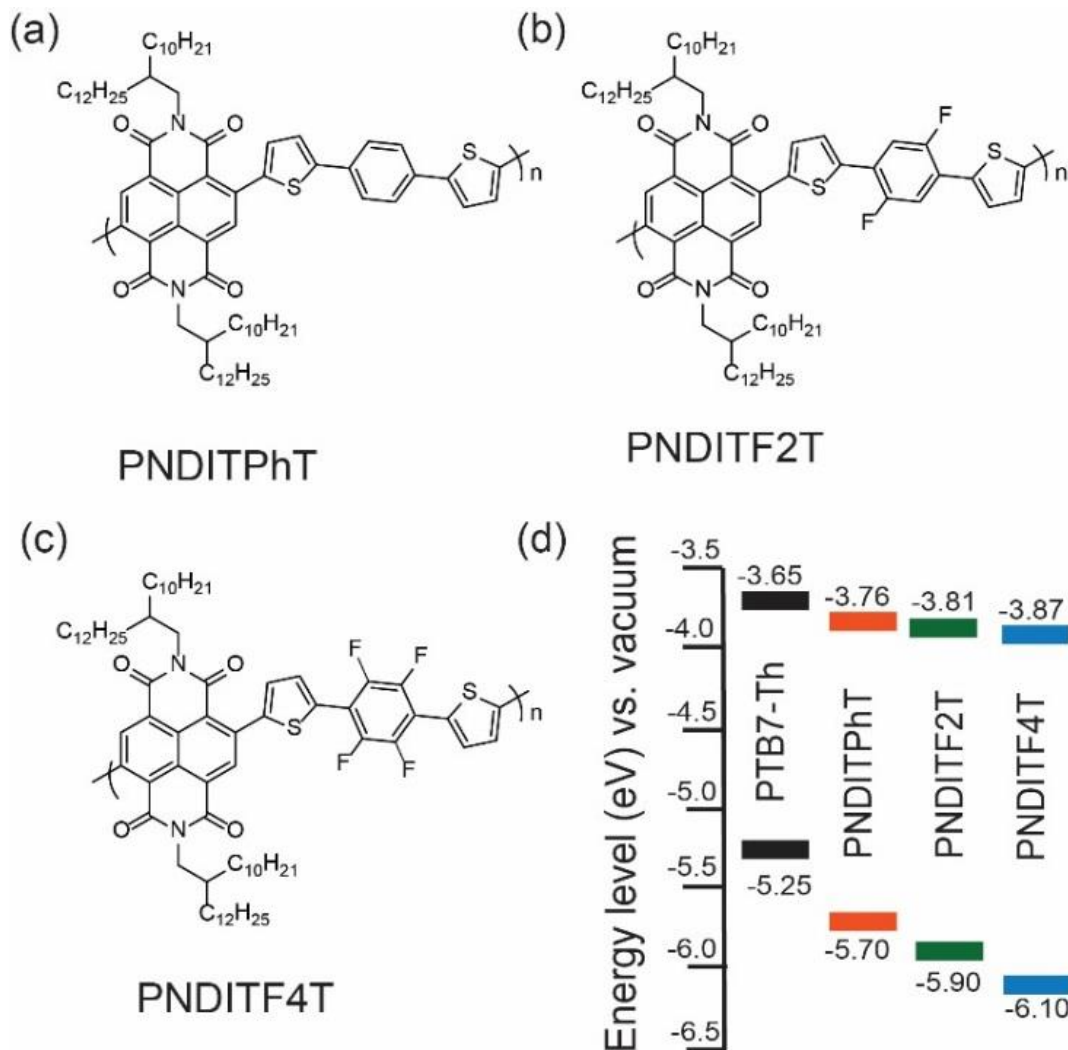 (a)
C10H21
C12H25
O
N
O
S
S
n
O
N
O
C10H21
C12H25
PNDITPhT
(b)
C10H21
C12H25
O
N
O
F
S
S
n
F
O
N
O
C10H21
C12H25
PNDITF2T
(c)
C10H21
C12H25
O
N
O
F
F
S
S
n
F
F
O
N
O
C10H21
C12H25
PNDITF4T
(d)
Energy level (eV) vs. vacuum
-3.5
-4.0
-4.5
-5.0
-5.5
-6.0
-6.5
-3.65
PTB7-Th
-5.25
-3.76
PNDITPhT
-5.70
-3.81
PNDITF2T
-5.90
-3.87
PNDITF4T
-6.10